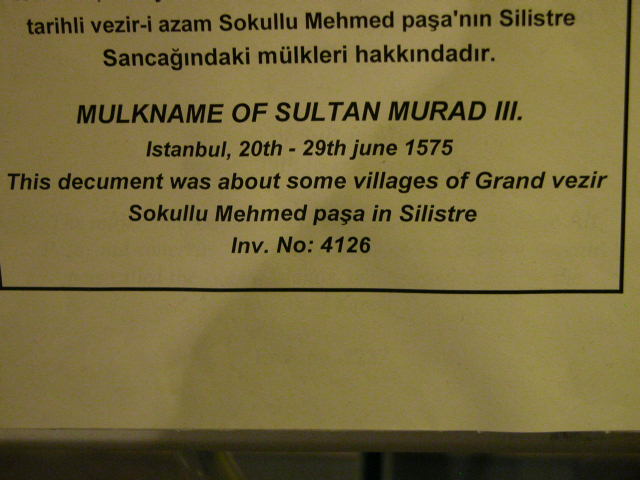 tarihli vezir-i azam Sokullu Mehmed paşa'nın Silistre
Sancağındaki mülkleri hakkındadır.
MULKNAME OF SULTAN MURAD III.
Istanbul, 20th - 29th june 1575
This decument was about some villages of Grand vezir
Sokullu Mehmed paşa in Silistre
Inv. No: 4126